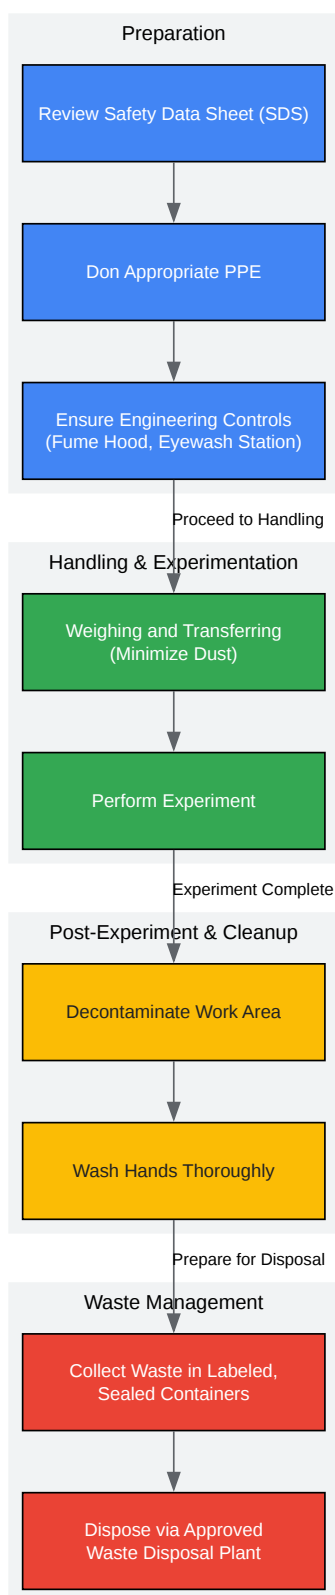 Preparation
Review Safety Data Sheet (SDS)
Don Appropriate PPE
Ensure Engineering Controls
(Fume Hood, Eyewash Station)
Proceed to Handling
Handling & Experimentation
Weighing and Transferring
(Minimize Dust)
Perform Experiment
Experiment Complete
Post-Experiment & Cleanup
Decontaminate Work Area
Wash Hands Thoroughly
Prepare for Disposal
Waste Management
Collect Waste in Labeled,
Sealed Containers
Dispose via Approved
Waste Disposal Plant